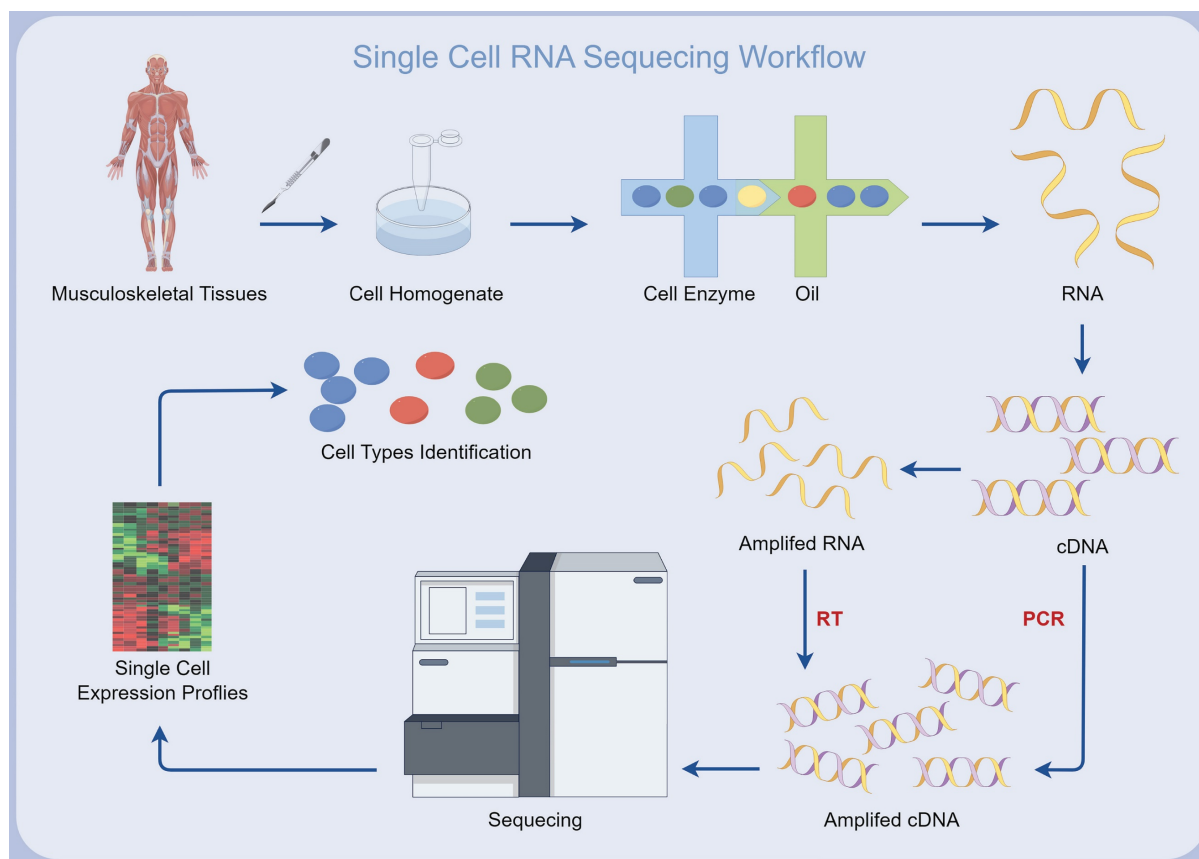 Single Cell RNA Sequecing Workflow
Musculoskeletal Tissues
Cell Homogenate
Cell Enzyme
Oil
RNA
Cell Types Identification
Amplifed RNA
cDNA
RT
PCR
Single Cell
Expression Proflies
Sequecing
Amplifed cDNA